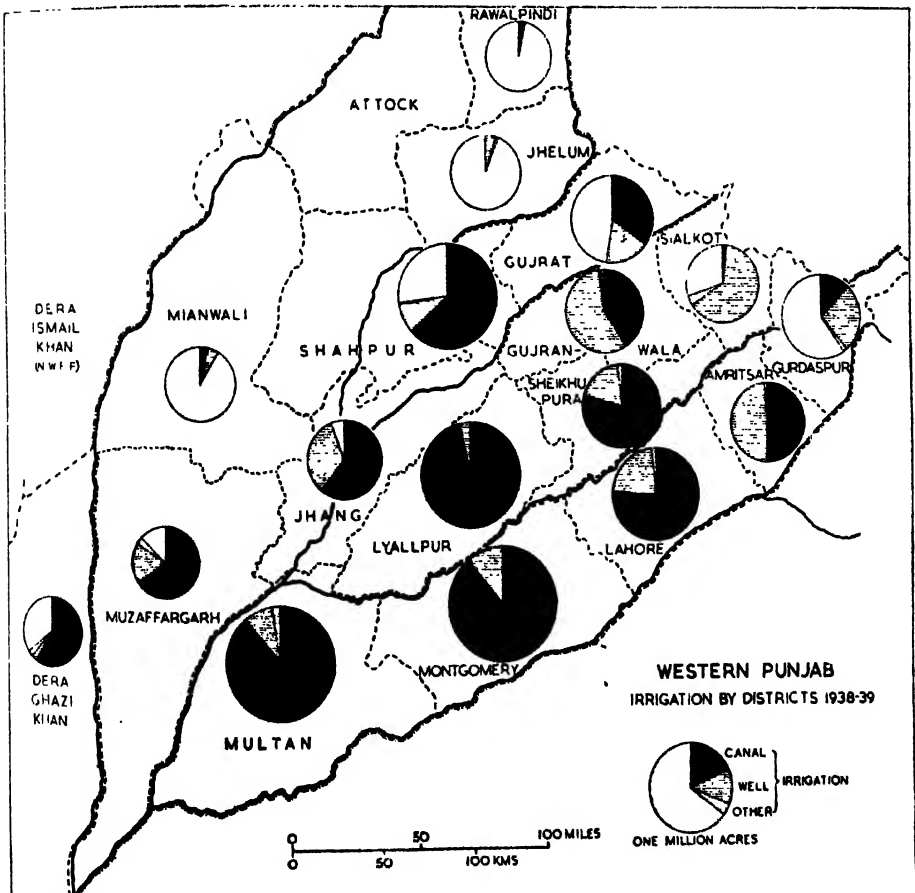 RAWALPINDI
ATTOCK
JHELUM
GUJRAT
SIALKOT
DERA
ISMAIL
KHAN
(N W F P)
MIANWALI
SHAHPUR
GUJRAN
WALA
AMRITSAR
GURDASPUR
SHEIKHU
PURA
JHANG
LYALLPUR
LAHORE
MUZAFFARGARH
DERA
GHAZI
KHAN
MONTGOMERY
MULTAN
WESTERN PUNJAB
IRRIGATION BY DISTRICTS 1938-39
CANAL
WELL
OTHER
IRRIGATION
ONE MILLION ACRES
0 50 100 MILES
0 50 100 KMS